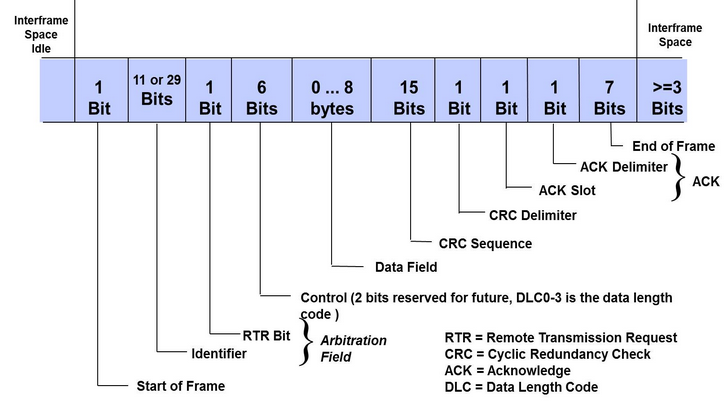 Interframe
Space
Idle
Interframe
Space
1
Bit
11 or 29
Bits
1
Bit
6
Bits
0 ... 8
bytes
15
Bits
1
Bit
1
Bit
1
Bit
7
Bits
>=3
Bits
End of Frame
ACK Delimiter
ACK
ACK Slot
CRC Delimiter
CRC Sequence
Data Field
Control (2 bits reserved for future, DLC0-3 is the data length
code )
RTR Bit
Arbitration
Field
Identifier
Start of Frame
RTR = Remote Transmission Request
CRC = Cyclic Redundancy Check
ACK = Acknowledge
DLC = Data Length Code